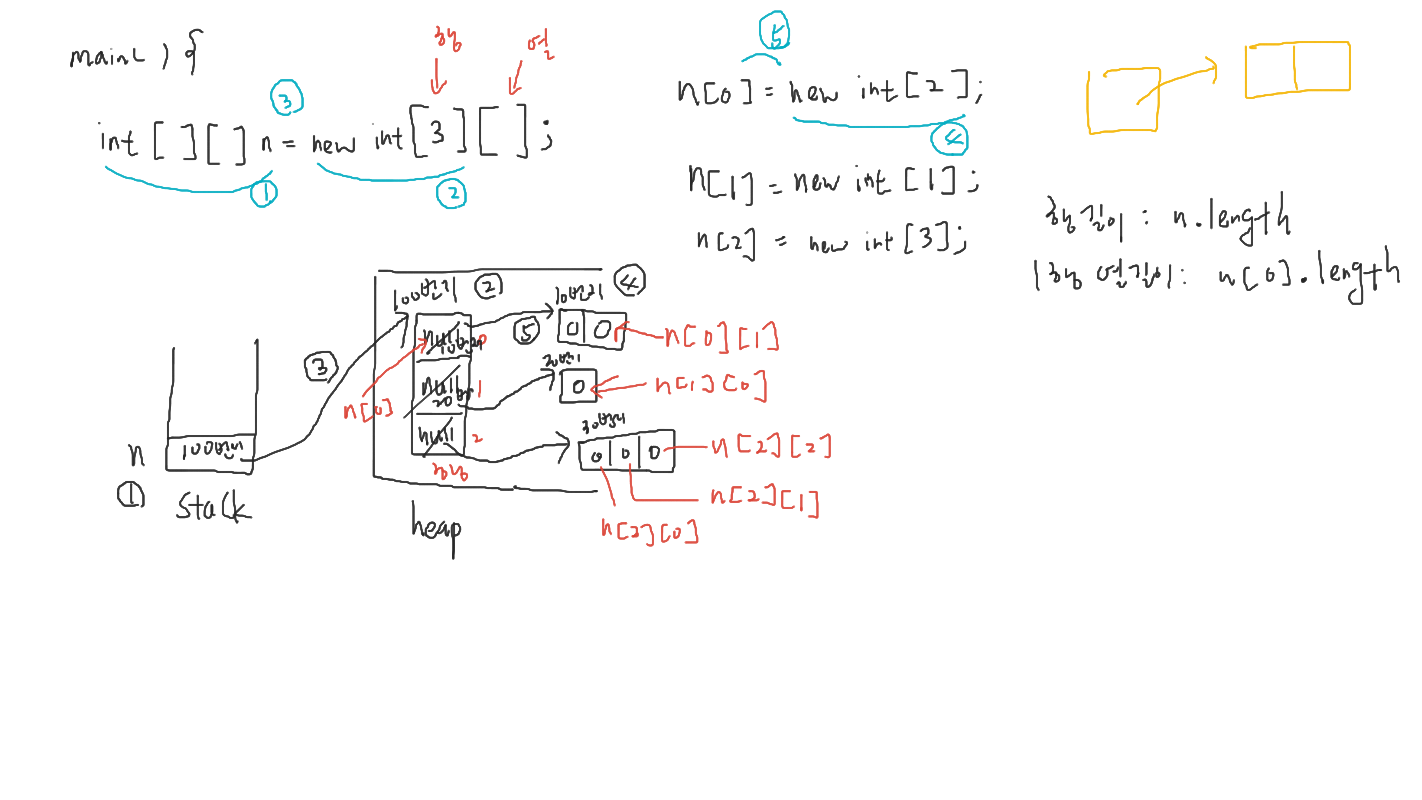 main( ) {
행
열
③
int [ ][ ] n = new int [3][ ];
①
②
⑤
n[0] = new int [2];
④
n[1] = new int [1];
n[2] = new int [3];
행길이 : n.length
1행 열길이 : n[0].length
100번지
②
10번지
④
null
0
10번지
⑤
0 0
n[0][1]
③
n[0]
null
1
20번지
20번지
0
n[1][0]
null
2
30번지
0 0 0
n[2][2]
n
100번지
①
stack
n[2][1]
heap
n[2][0]